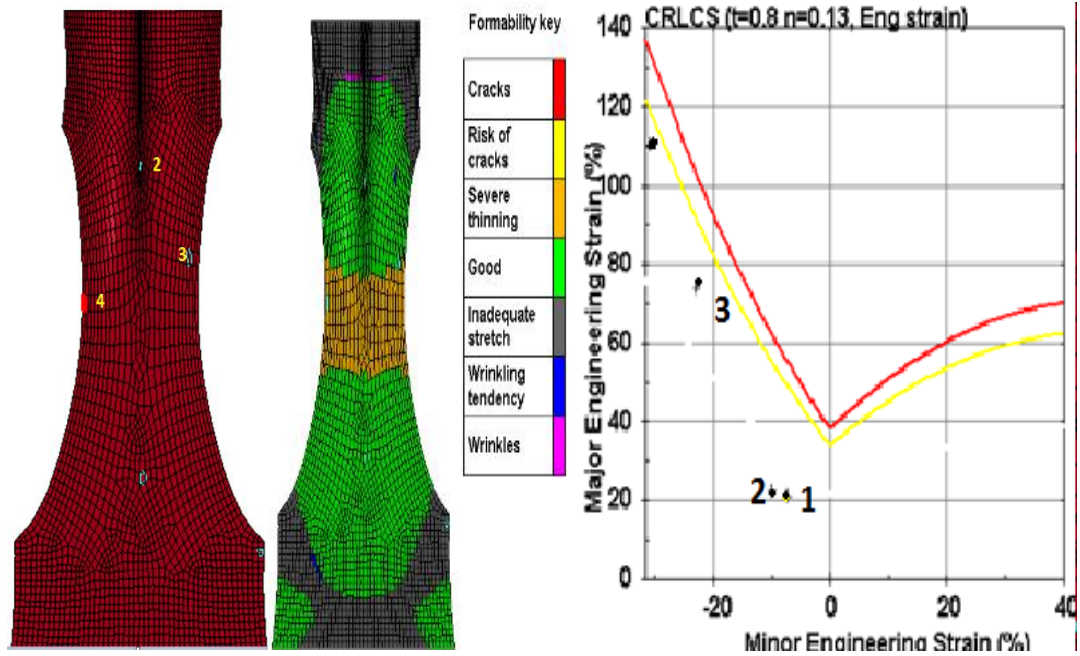 2
3
4
Formability key
Cracks
Risk of
cracks
Severe
thinning
Good
Inadequate
stretch
Wrinkling
tendency
Wrinkles
CRLCS (t=0.8 n=0.13, Eng strain)
Major Engineering Strain (%)
140
120
100
80
60
40
20
0
3
2
1
-20
0
20
40
Minor Engineering Strain (%)